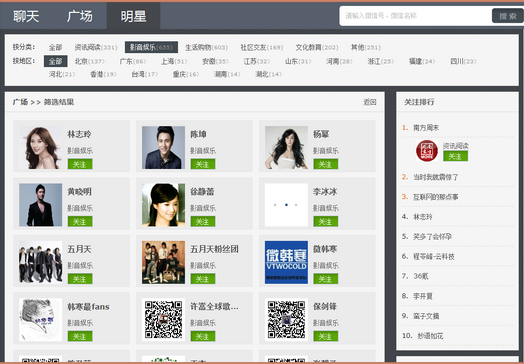 聊天 广场 明星
请输入微信号、微信名称 搜 索
按分类: 全部 资讯阅读(331) 影音娱乐(655) 生活购物(603) 社区交友(169) 文化教育(202) 其他(251)
按地区: 全部 北京(137) 广东(86) 上海(51) 安徽(35) 江苏(32) 山东(31) 河南(28) 浙江(25) 福建(24) 四川(23)
河北(21) 香港(19) 台湾(17) 重庆(16) 湖南(14) 湖北(14)
广场 >> 筛选结果 返回
林志玲 陈坤 杨幂
影音娱乐 影音娱乐 影音娱乐
关注 关注 关注
黄晓明 徐静蕾 李冰冰
影音娱乐 影音娱乐 影音娱乐
关注 关注 关注
五月天 五月天粉丝团 微韩寒
影音娱乐 影音娱乐 影音娱乐
关注 关注 关注
微韩寒
VTWOCOLD
韩寒最fans 许嵩全球歌... 保剑锋
影音娱乐 影音娱乐 影音娱乐
关注 关注 关注
关注排行
1. 南方周末
资讯阅读
关注
2. 当时我就震惊了
3. 互联网的那点事
4. 林志玲
5. 笑多了会怀孕
6. 程苓峰-云科技
7. 36氪
8. 李开复
9. 蛮子文摘
10. 抄语如花